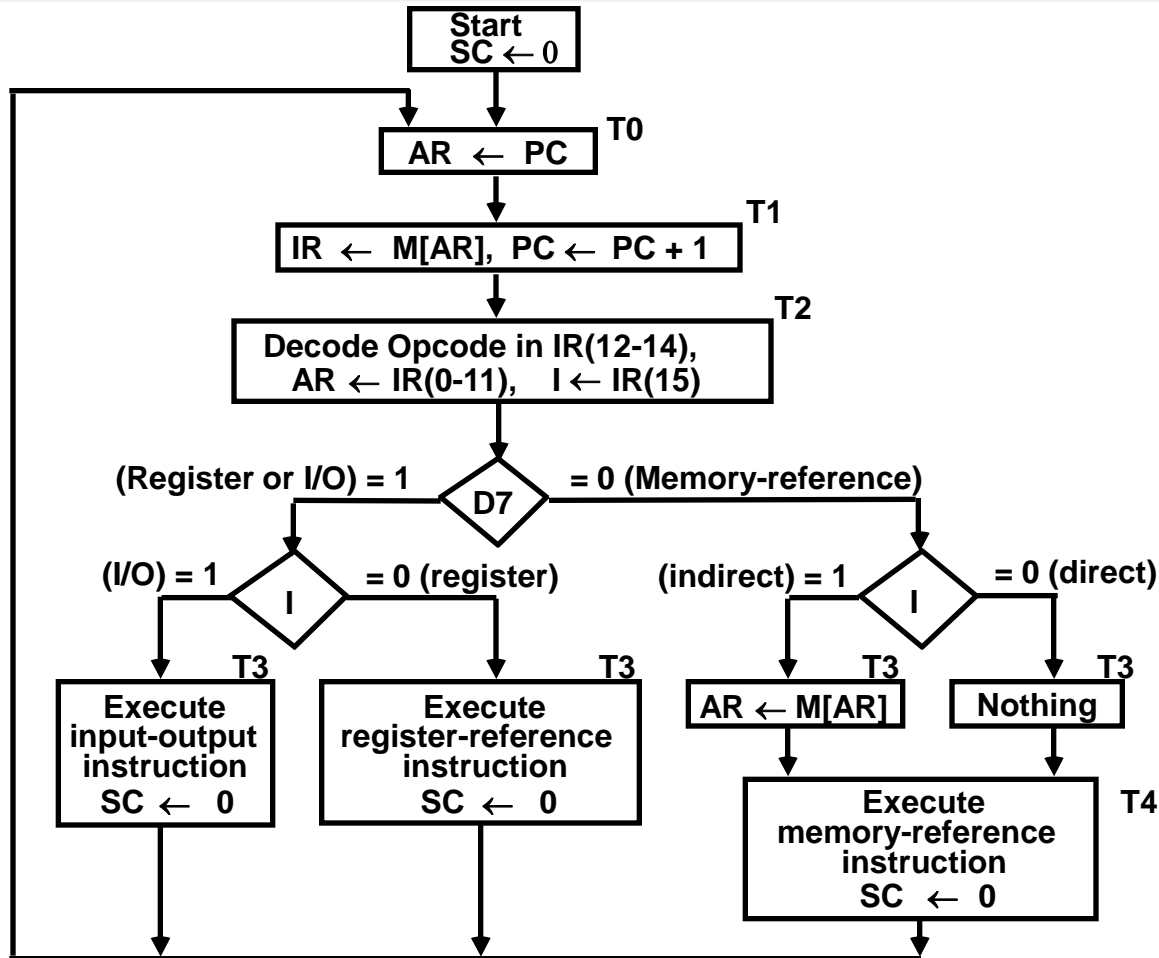 Start
SC ← 0
T0
AR ← PC
T1
IR ← M[AR], PC ← PC + 1
T2
Decode Opcode in IR(12-14),
AR ← IR(0-11), I ← IR(15)
(Register or I/O) = 1
= 0 (Memory-reference)
D7
(I/O) = 1
= 0 (register)
(indirect) = 1
= 0 (direct)
I
I
T3
T3
T3
T3
Execute
input-output
instruction
SC ← 0
Execute
register-reference
instruction
SC ← 0
AR ← M[AR]
Nothing
Execute
memory-reference
instruction
SC ← 0
T4